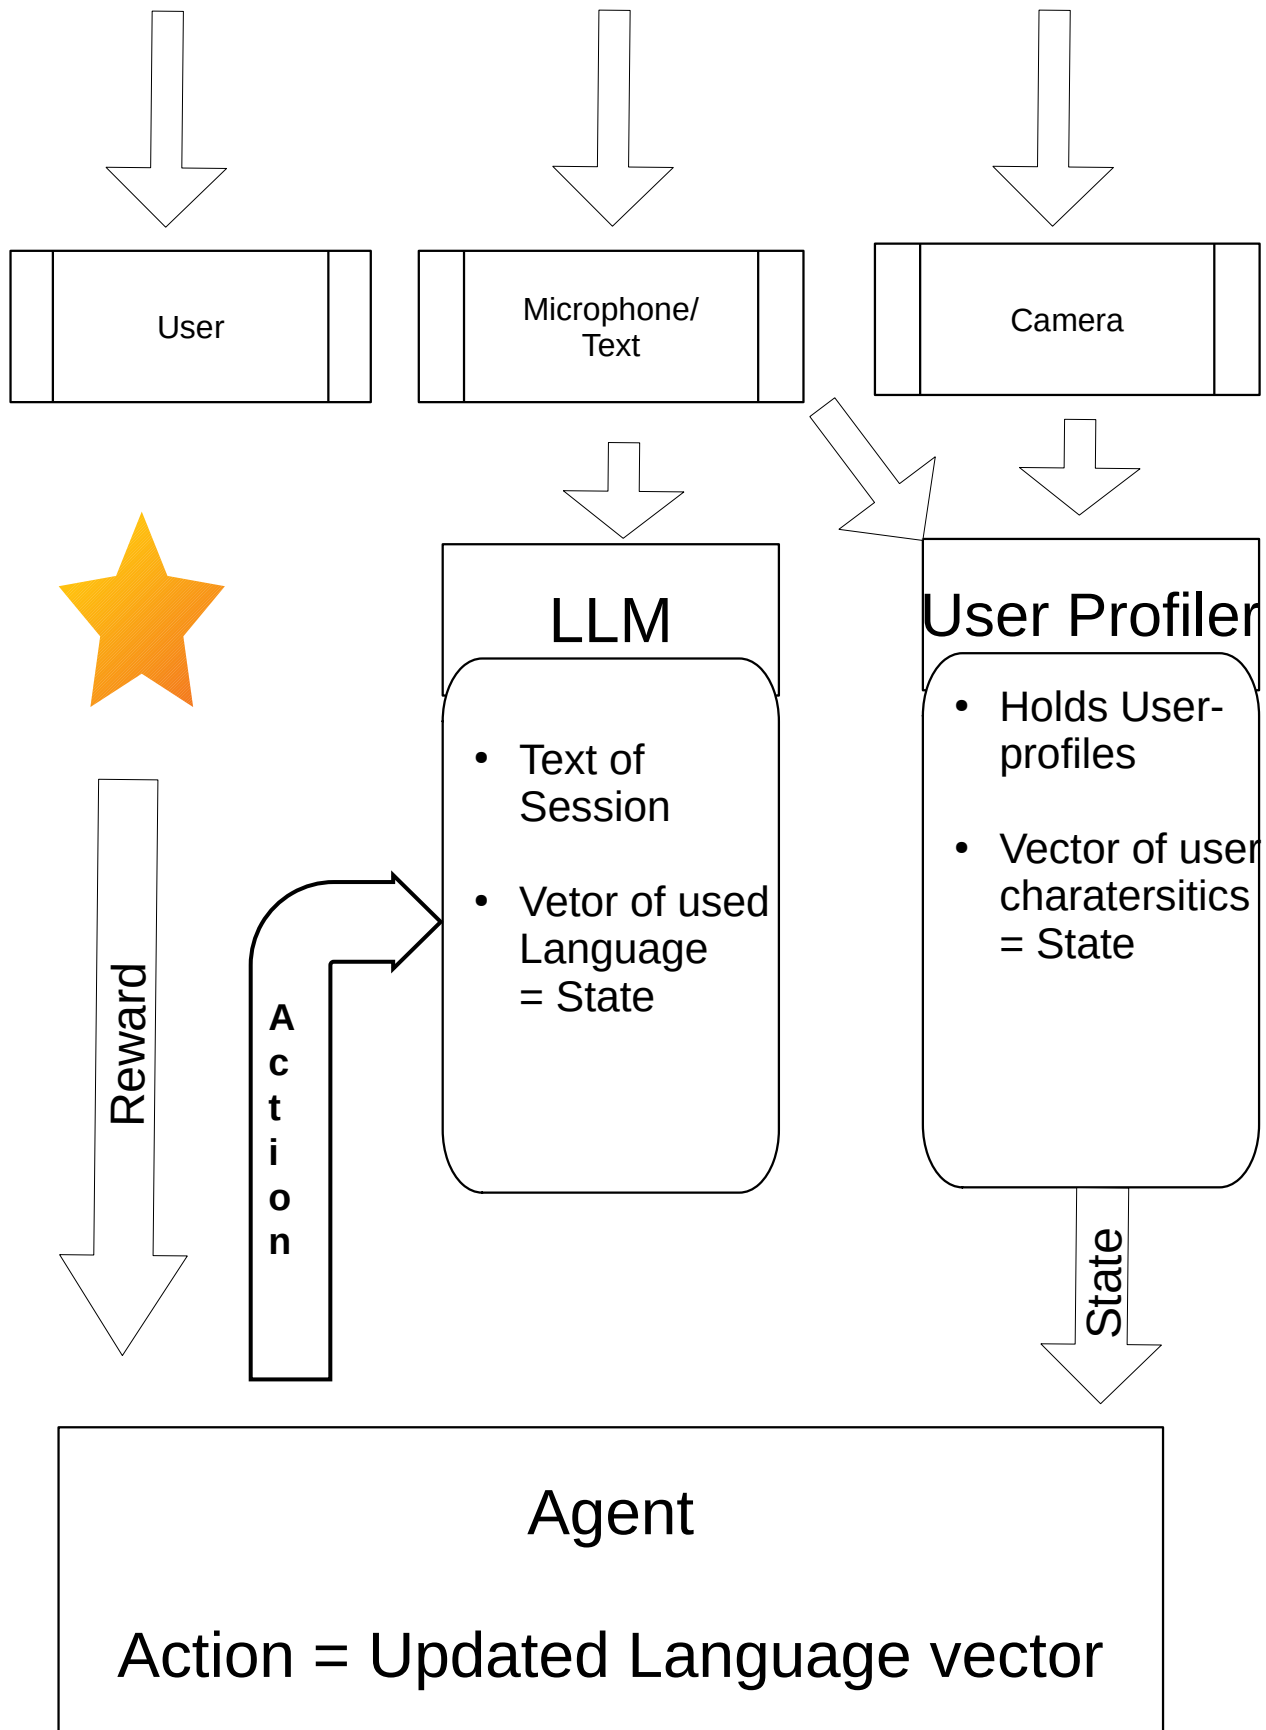 User
Microphone/
Text
Camera
LLM
User Profiler
• Text of
Session
• Vetor of used
Language
= State
• Holds User-
profiles
• Vector of user
charatersitics
= State
Reward
Action
State
Agent
Action = Updated Language vector